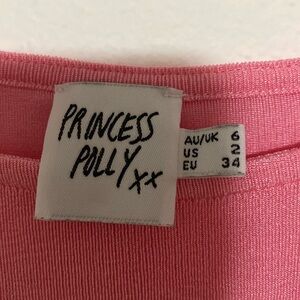 PRINCESS
POLLY xx
AU/UK 6
US 2
EU 34